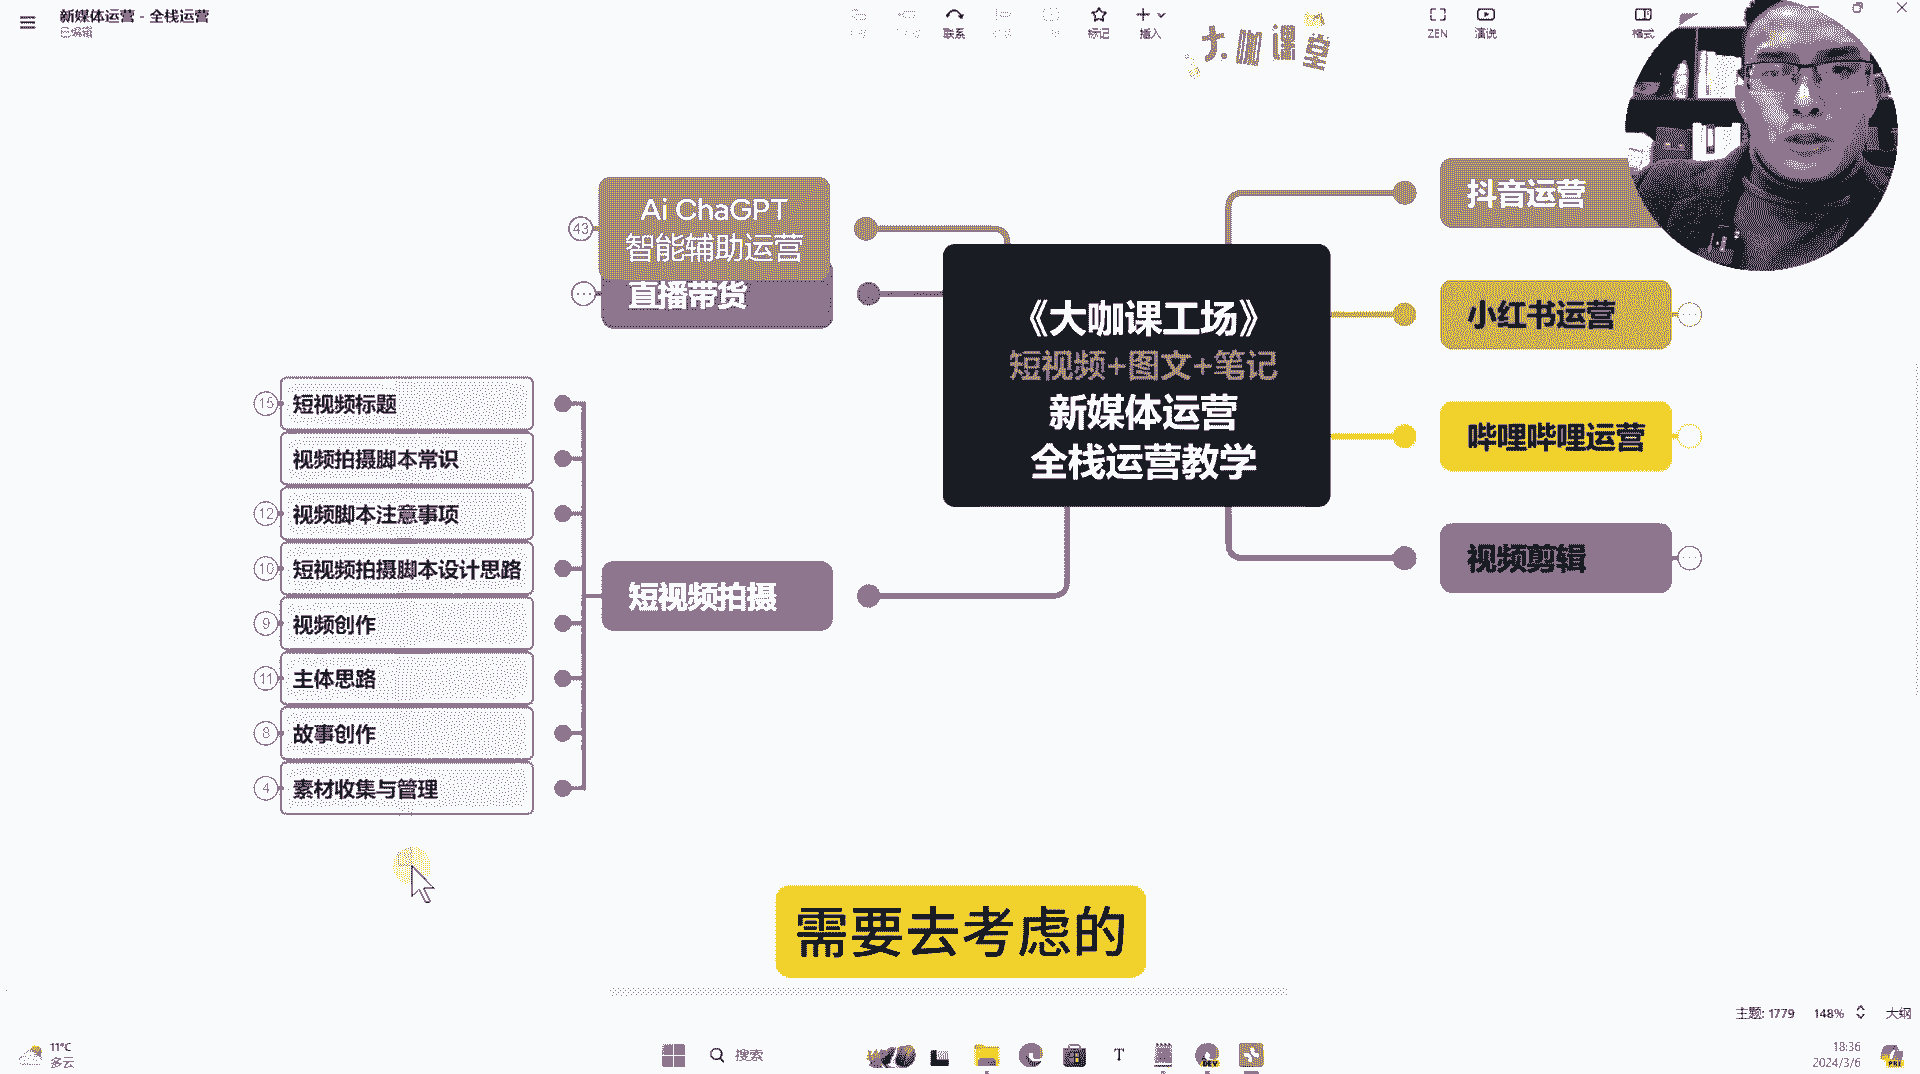 新媒体运营 - 全栈运营
已编辑
联系
标记
插入
ZEN
演说
格式
大咖课堂
43
Ai ChaGPT
智能辅助运营
直播带货
《大咖课工场》
短视频+图文+笔记
新媒体运营
全栈运营教学
抖音运营
小红书运营
哔哩哔哩运营
视频剪辑
短视频拍摄
15
短视频标题
视频拍摄脚本常识
12
视频脚本注意事项
10
短视频拍摄脚本设计思路
9
视频创作
11
主体思路
8
故事创作
4
素材收集与管理
需要去考虑的
主题: 1779
148%
大纲
11°C
多云
搜索
T
DEV
18:36
2024/3/6
PRE